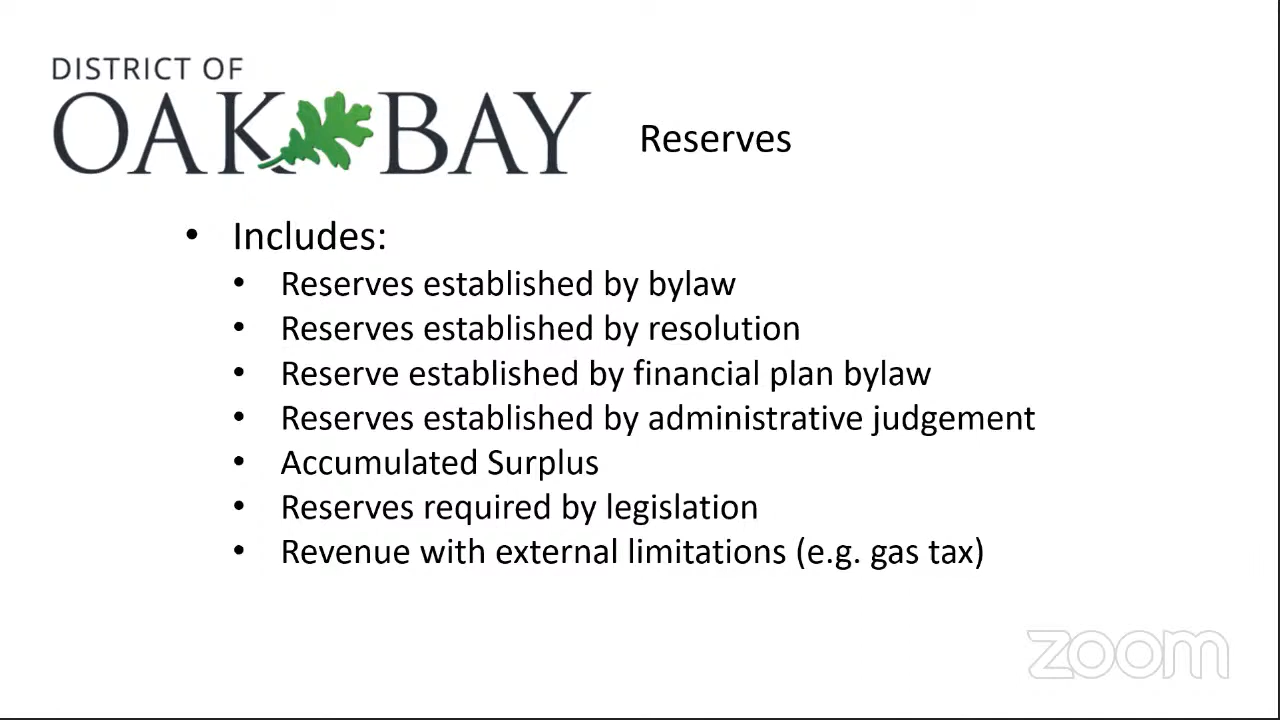 DISTRICT OF
OAK BAY
Reserves
• Includes:
• Reserves established by bylaw
• Reserves established by resolution
• Reserve established by financial plan bylaw
• Reserves established by administrative judgement
• Accumulated Surplus
• Reserves required by legislation
• Revenue with external limitations (e.g. gas tax)
zoom